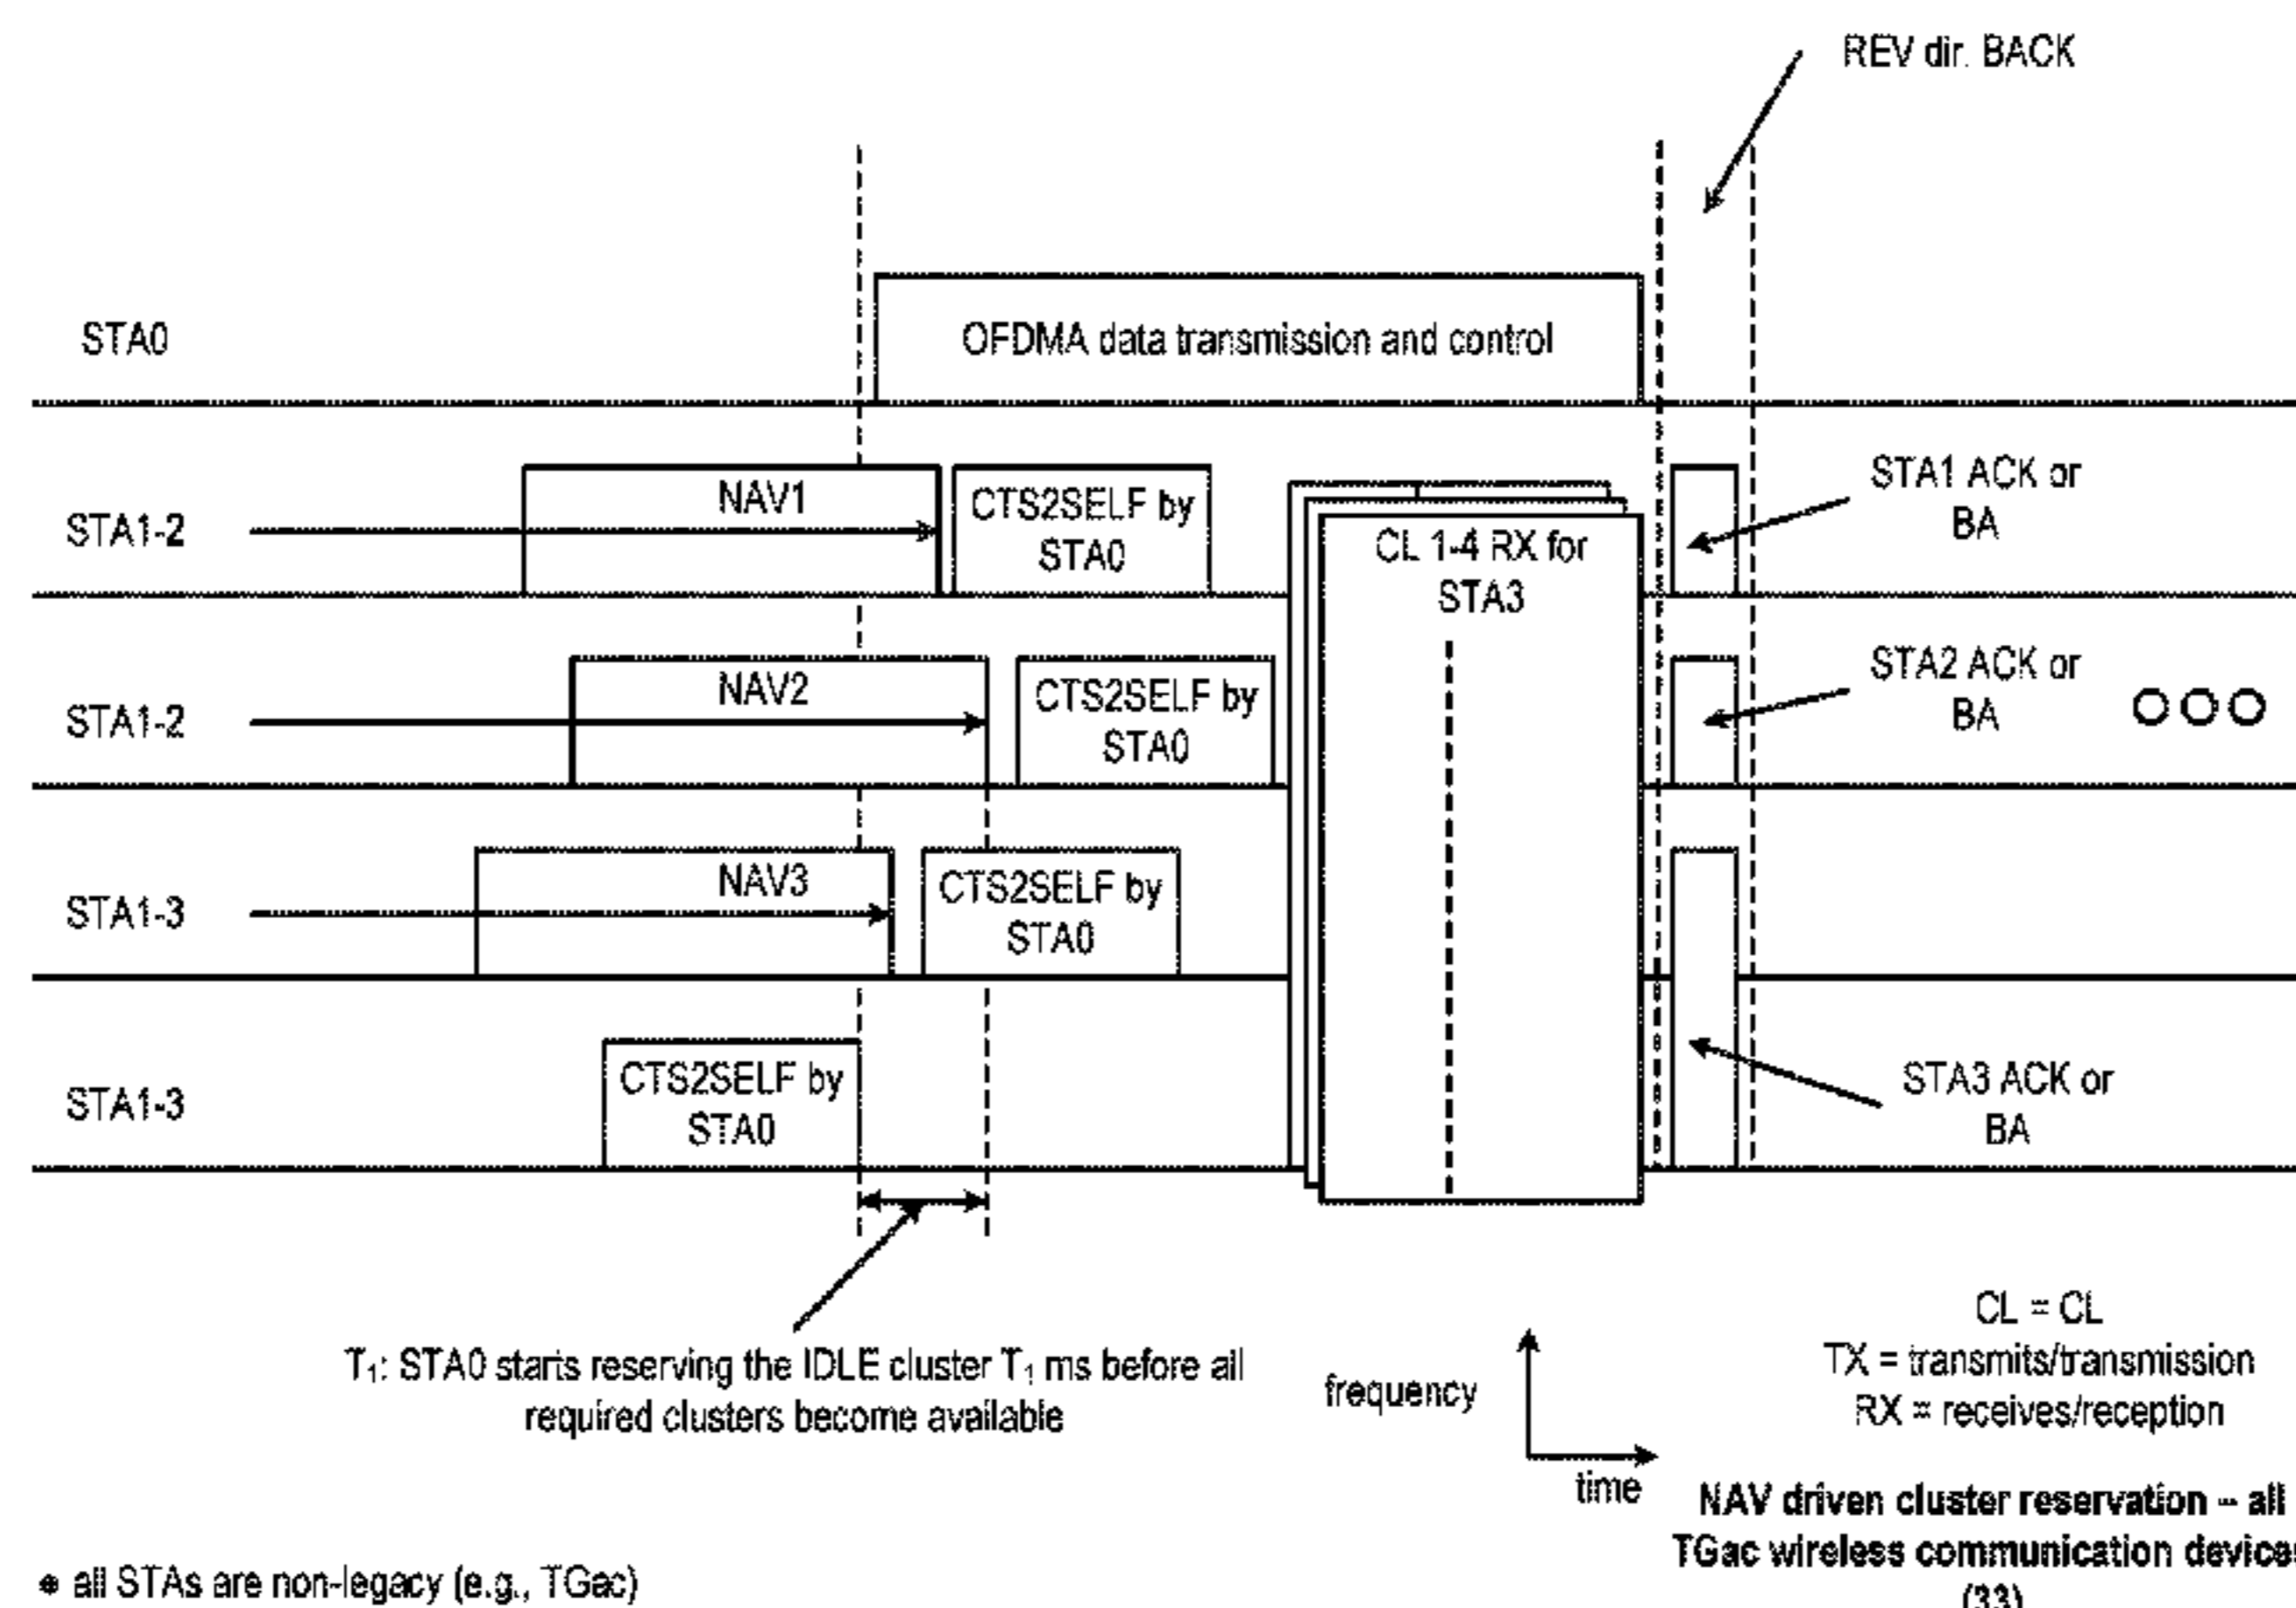 REV dir. BACK
STA0
OFDMA data transmission and control
STA1-2
NAV1
CTS2SELF by
STA0
CL 1-4 RX for
STA3
STA1 ACK or
BA
STA1-2
NAV2
CTS2SELF by
STA0
STA2 ACK or
BA
STA1-3
NAV3
CTS2SELF by
STA0
STA1-3
CTS2SELF by
STA0
STA3 ACK or
BA
T₁: STA0 starts reserving the IDLE cluster T₁ ms before all
required clusters become available
frequency
time
CL = CL
TX = transmits/transmission
RX = receives/reception
NAV driven cluster reservation – all
TGac wireless communication devices
(33)
all STAs are non-legacy (e.g., TGac)